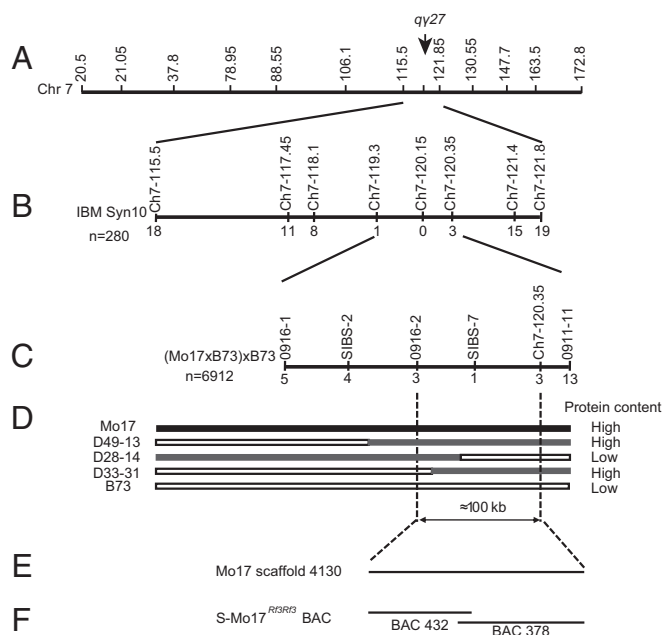 qγ27
A
20.5 21.05 37.8 78.95 88.55 106.1 115.5 121.85 130.55 147.7 163.5 172.8
Chr 7
B
Ch7-115.5 Ch7-117.45 Ch7-118.1 Ch7-119.3 Ch7-120.15 Ch7-120.35 Ch7-121.4 Ch7-121.8
IBM Syn10
n=280
18 11 8 1 0 3 15 19
C
0916-1 SIBS-2 0916-2 SIBS-7 Ch7-120.35 0911-11
(Mo17xB73)xB73
n=6912
5 4 3 1 3 13
D
Protein content
Mo17 High
D49-13 High
D28-14 Low
D33-31 High
B73 Low
≈100 kb
E
Mo17 scaffold 4130
F
S-Mo17Rf3Rf3 BAC
BAC 432
BAC 378